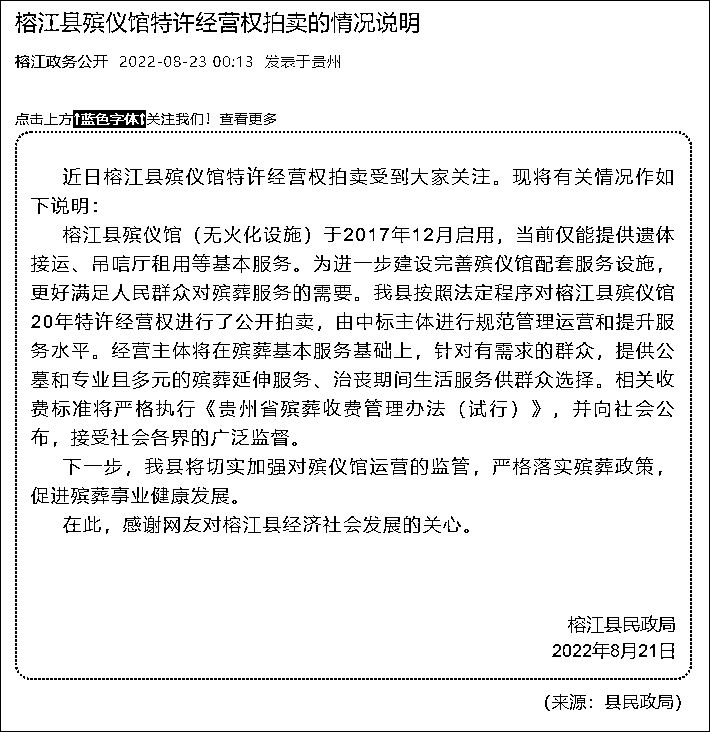 榕江县殡仪馆特许经营权拍卖的情况说明
榕江政务公开 2022-08-23 00:13 发表于贵州
点击上方↑蓝色字体↑关注我们！查看更多
近日榕江县殡仪馆特许经营权拍卖受到大家关注。现将有关情况作如
下说明：
榕江县殡仪馆（无火化设施）于2017年12月启用，当前仅能提供遗体
接运、吊唁厅租用等基本服务。为进一步建设完善殡仪馆配套服务设施，
更好满足人民群众对殡葬服务的需要。我县按照法定程序对榕江县殡仪馆
20年特许经营权进行了公开拍卖，由中标主体进行规范管理运营和提升服
务水平。经营主体将在殡葬基本服务基础上，针对有需求的群众，提供公
墓和专业且多元的殡葬延伸服务、治丧期间生活服务供群众选择。相关收
费标准将严格执行《贵州省殡葬收费管理办法（试行）》，并向社会公
布，接受社会各界的广泛监督。
下一步，我县将切实加强对殡仪馆运营的监管，严格落实殡葬政策，
促进殡葬事业健康发展。
在此，感谢网友对榕江县经济社会发展的关心。
榕江县民政局
2022年8月21日
(来源：县民政局)